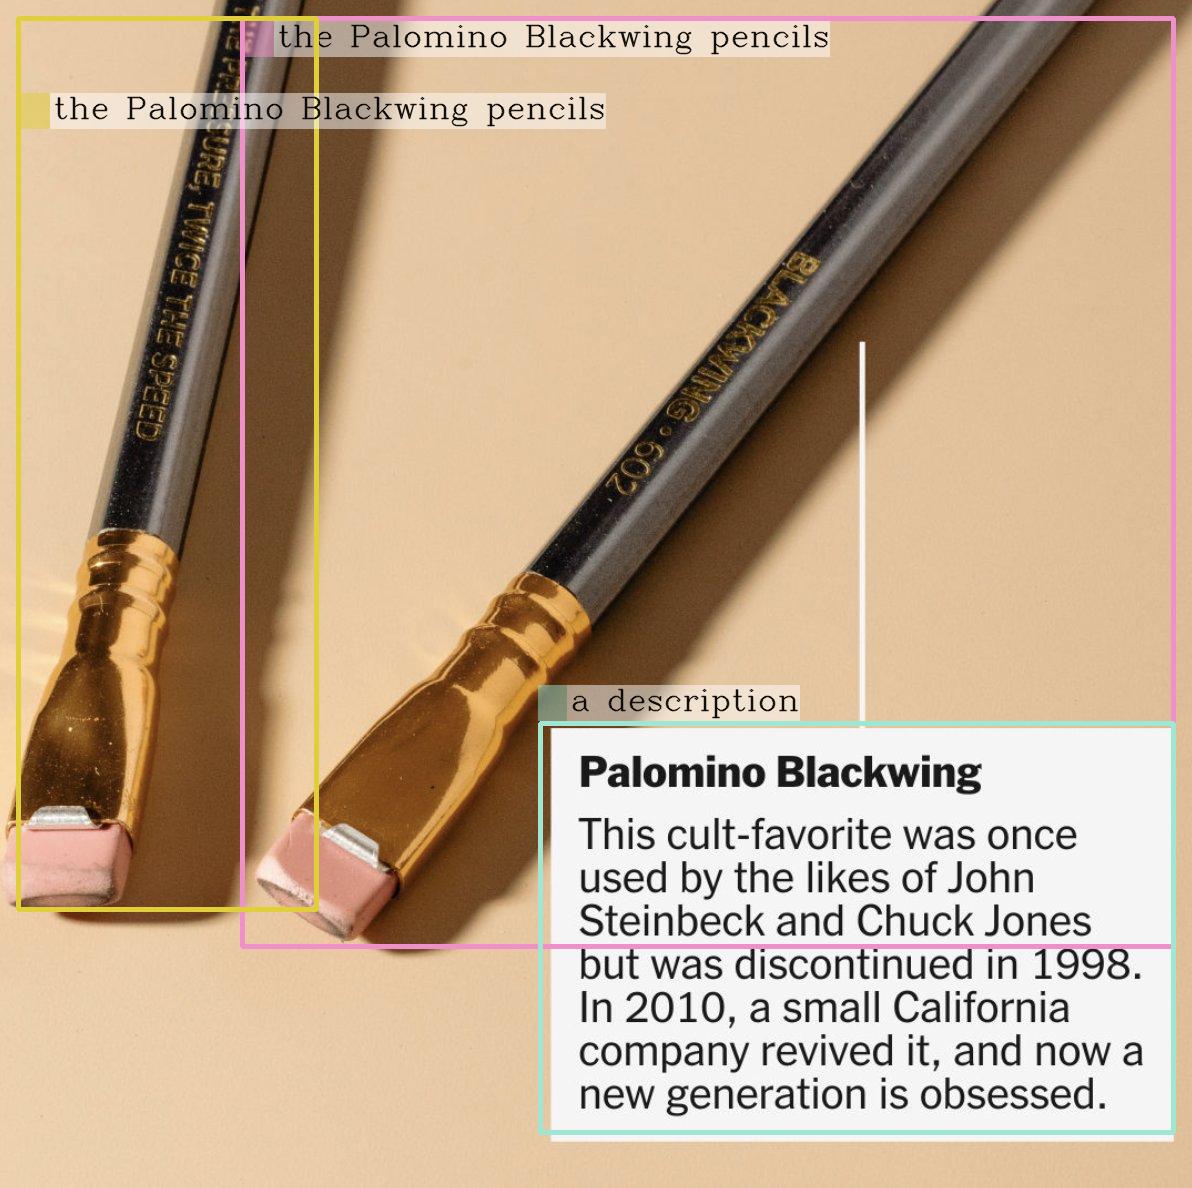 the Palomino Blackwing pencils
the Palomino Blackwing pencils
TWICE THE SPEED
BLACKWING • 602
a description
Palomino Blackwing
This cult-favorite was once
used by the likes of John
Steinbeck and Chuck Jones
but was discontinued in 1998.
In 2010, a small California
company revived it, and now a
new generation is obsessed.